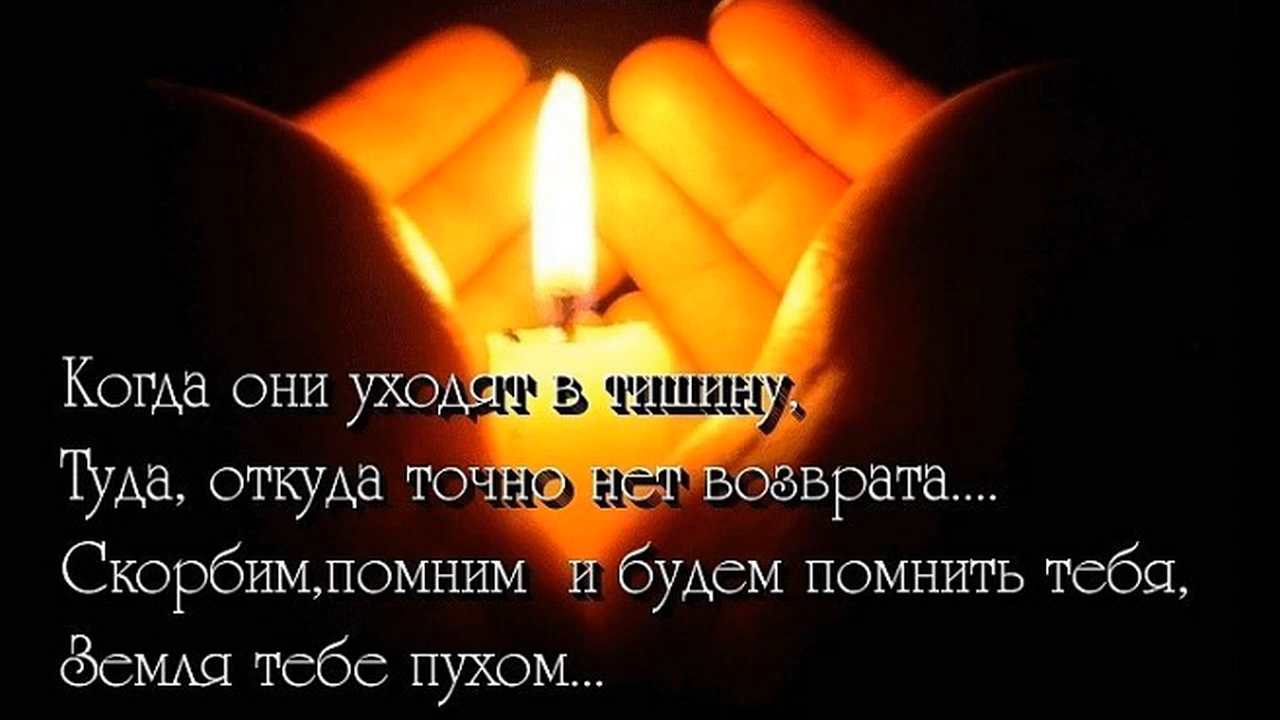 Когда они уходят в тишину,
Туда, откуда точно нет возврата....
Скорбим,помним и будем помнить тебя,
Земля тебе пухом...